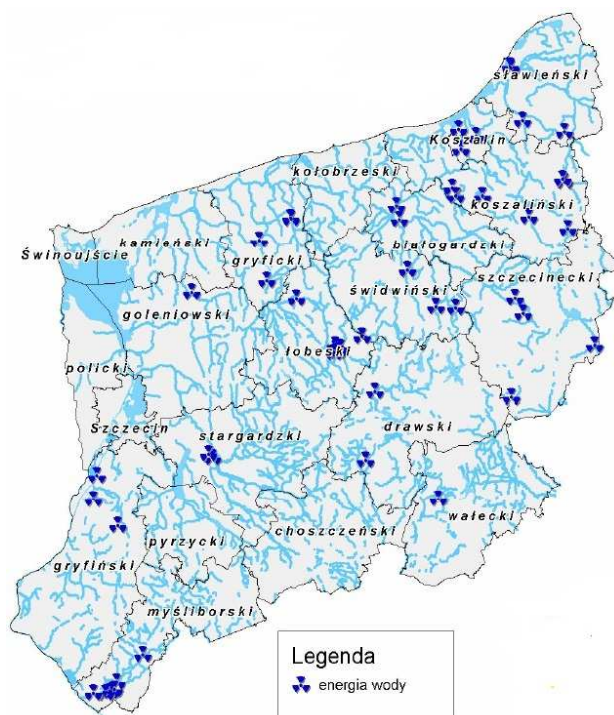 sławieński
Koszalin
kołobrzeski
koszaliński
kamieński
białogardzki
Świnoujście
gryficki
szczecinecki
świdwiński
goleniowski
łobeski
policki
Szczecin
drawski
stargardzki
wałecki
choszczeński
pyrzycki
gryfiński
myśliborski
Legenda
energia wody